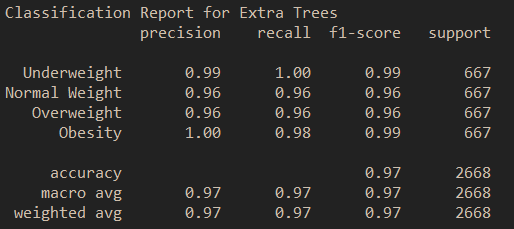 Classification Report for Extra Trees
precision recall f1-score support
Underweight 0.99 1.00 0.99 667
Normal Weight 0.96 0.96 0.96 667
Overweight 0.96 0.96 0.96 667
Obesity 1.00 0.98 0.99 667
accuracy 0.97 2668
macro avg 0.97 0.97 0.97 2668
weighted avg 0.97 0.97 0.97 2668